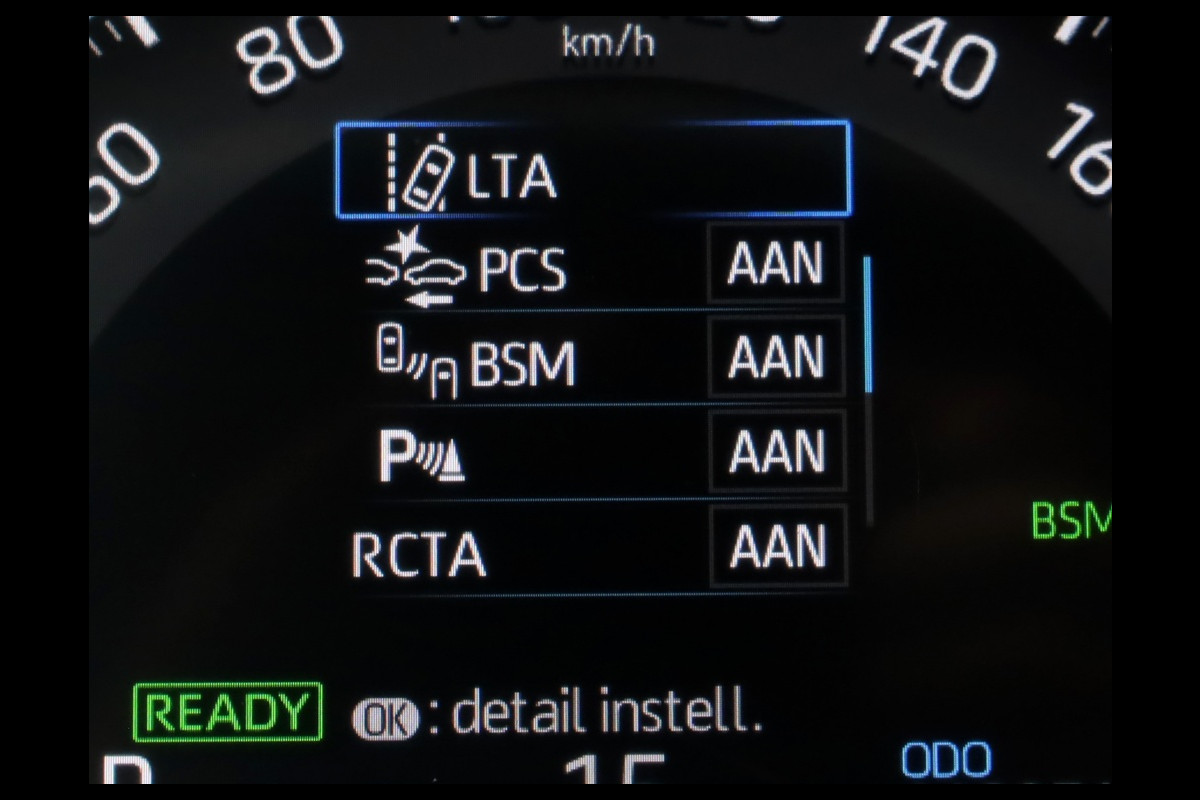 km/h
80
140
LTA
PCS AAN
BSM AAN
P AAN
BSM
RCTA AAN
READY OK : detail instell.
ODO